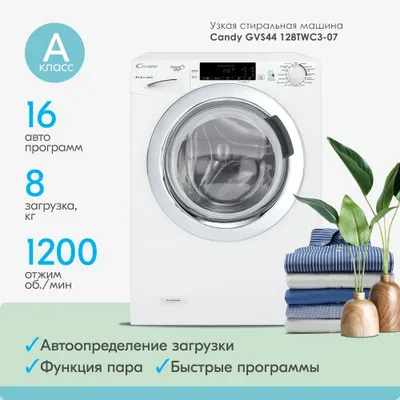 Узкая стиральная машина
Candy GVS44 128TWC3-07
А
класс
16
авто
программ
8
загрузка,
кг
1200
отжим
об./мин
Candy
Автоопределение загрузки
Функция пара
Быстрые программы